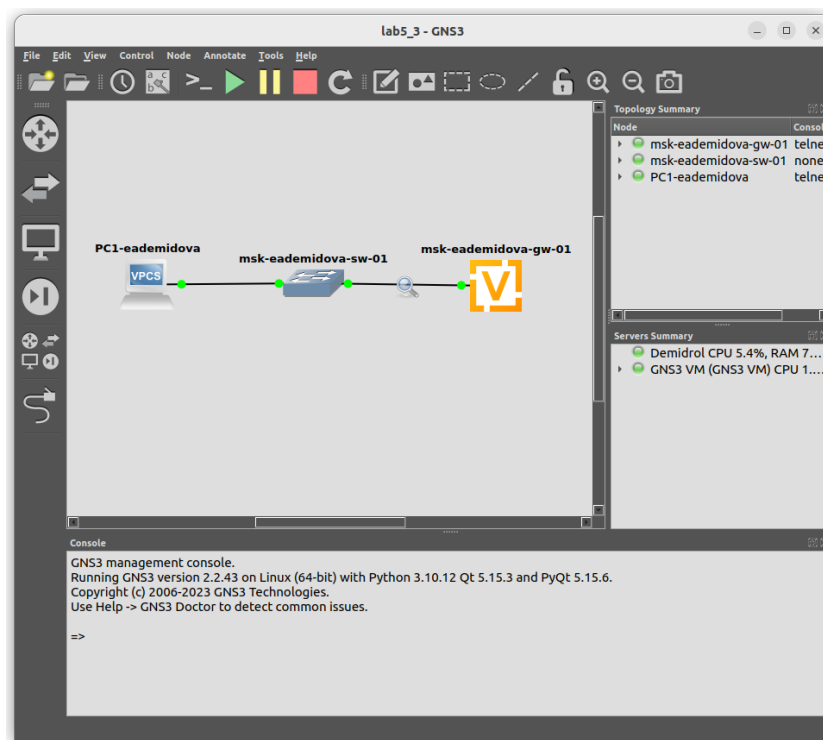 lab5_3 - GNS3
File Edit View Control Node Annotate Tools Help
a c
b
>_
Topology Summary
Node Consol
msk-eademidova-gw-01 telne
msk-eademidova-sw-01 none
PC1-eademidova telne
PC1-eademidova
msk-eademidova-sw-01
msk-eademidova-gw-01
VPCS
V
Servers Summary
Demidrol CPU 5.4%, RAM 7...
GNS3 VM (GNS3 VM) CPU 1....
Console
GNS3 management console.
Running GNS3 version 2.2.43 on Linux (64-bit) with Python 3.10.12 Qt 5.15.3 and PyQt 5.15.6.
Copyright (c) 2006-2023 GNS3 Technologies.
Use Help -> GNS3 Doctor to detect common issues.
=>